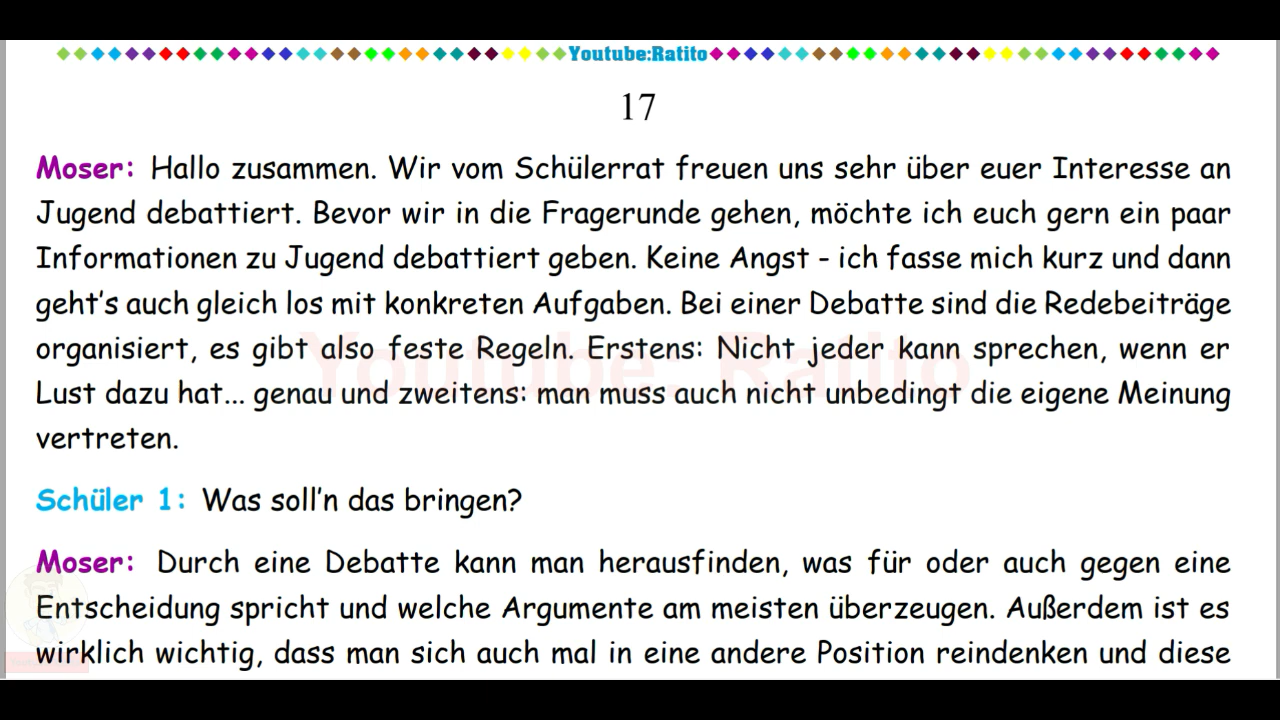 Youtube:Ratito
17
Moser: Hallo zusammen. Wir vom Schülerrat freuen uns sehr über euer Interesse an
Jugend debattiert. Bevor wir in die Fragerunde gehen, möchte ich euch gern ein paar
Informationen zu Jugend debattiert geben. Keine Angst - ich fasse mich kurz und dann
geht's auch gleich los mit konkreten Aufgaben. Bei einer Debatte sind die Redebeiträge
organisiert, es gibt also feste Regeln. Erstens: Nicht jeder kann sprechen, wenn er
Youtube: Ratito
Lust dazu hat... genau und zweitens: man muss auch nicht unbedingt die eigene Meinung
vertreten.
Schüler 1: Was soll'n das bringen?
Moser: Durch eine Debatte kann man herausfinden, was für oder auch gegen eine
Entscheidung spricht und welche Argumente am meisten überzeugen. Außerdem ist es
wirklich wichtig, dass man sich auch mal in eine andere Position reindenken und diese